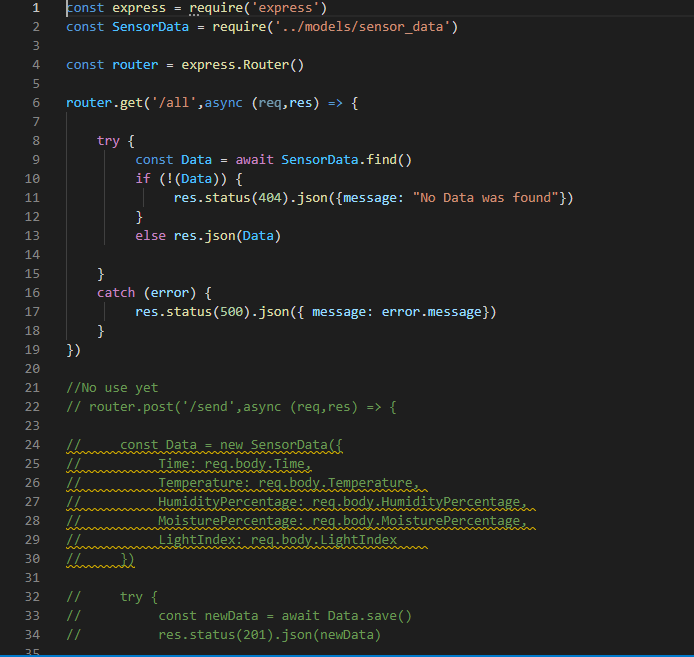 1 const express = require('express')
2 const SensorData = require('../models/sensor_data')
3
4 const router = express.Router()
5
6 router.get('/all',async (req,res) => {
7
8     try {
9          const Data = await SensorData.find()
10          if (!(Data)) {
11               res.status(404).json({message: "No Data was found"})
12          }
13          else res.json(Data)
14
15     }
16     catch (error) {
17          res.status(500).json({ message: error.message})
18     }
19 })
20
21 //No use yet
22 // router.post('/send',async (req,res) => {
23
24 //     const Data = new SensorData({
25 //          Time: req.body.Time,
26 //          Temperature: req.body.Temperature,
27 //          HumidityPercentage: req.body.HumidityPercentage,
28 //          MoisturePercentage: req.body.MoisturePercentage,
29 //          LightIndex: req.body.LightIndex
30 //     })
31
32 //     try {
33 //          const newData = await Data.save()
34 //          res.status(201).json(newData)
35